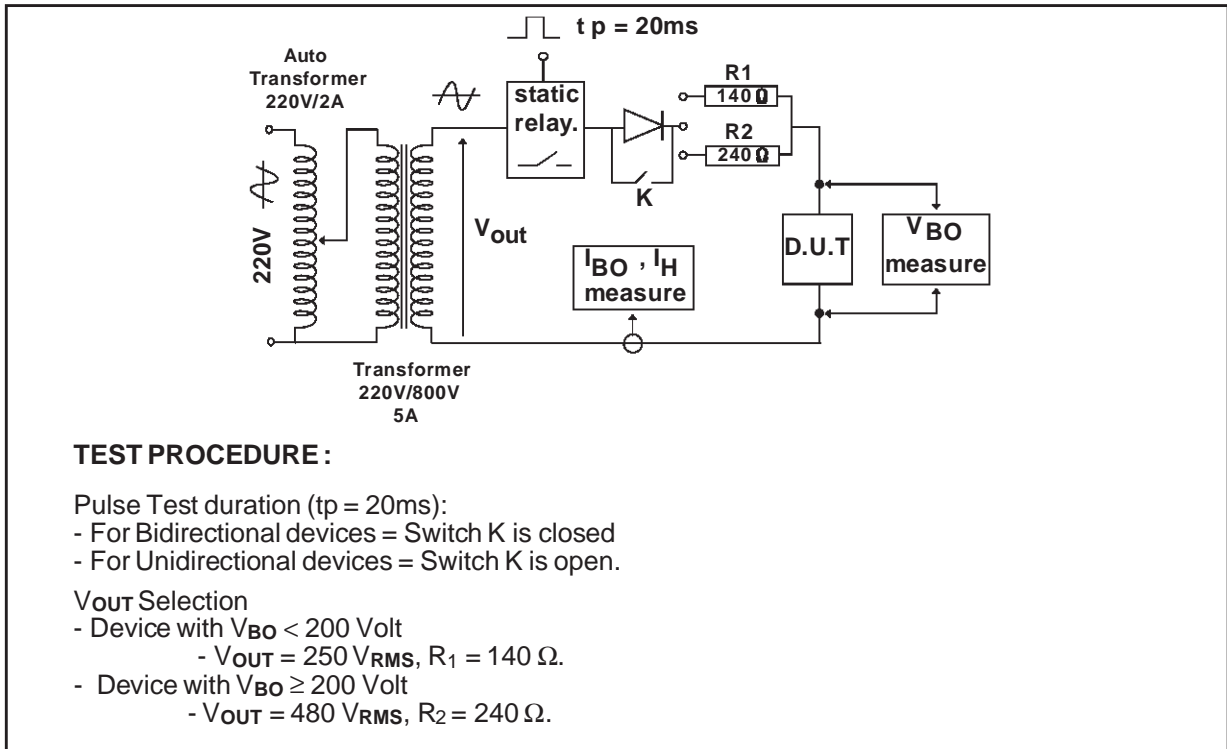 t p = 20ms
Auto
Transformer
220V/2A
static
relay.
R1
140 Ω
R2
240 Ω
K
220V
Vout
IBO , IH
measure
D.U.T
V BO
measure
Transformer
220V/800V
5A
TEST PROCEDURE :
Pulse Test duration (tp = 20ms):
- For Bidirectional devices = Switch K is closed
- For Unidirectional devices = Switch K is open.
VOUT Selection
- Device with VBO < 200 Volt
- VOUT = 250 VRMS, R1 = 140 Ω.
- Device with VBO ≥ 200 Volt
- VOUT = 480 VRMS, R2 = 240 Ω.